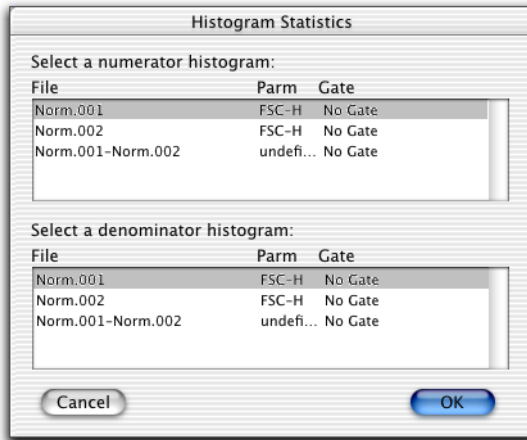 Histogram Statistics
Select a numerator histogram:
File Parm Gate
Norm.001 FSC-H No Gate
Norm.002 FSC-H No Gate
Norm.001-Norm.002 undefi... No Gate
Select a denominator histogram:
File Parm Gate
Norm.001 FSC-H No Gate
Norm.002 FSC-H No Gate
Norm.001-Norm.002 undefi... No Gate
Cancel OK